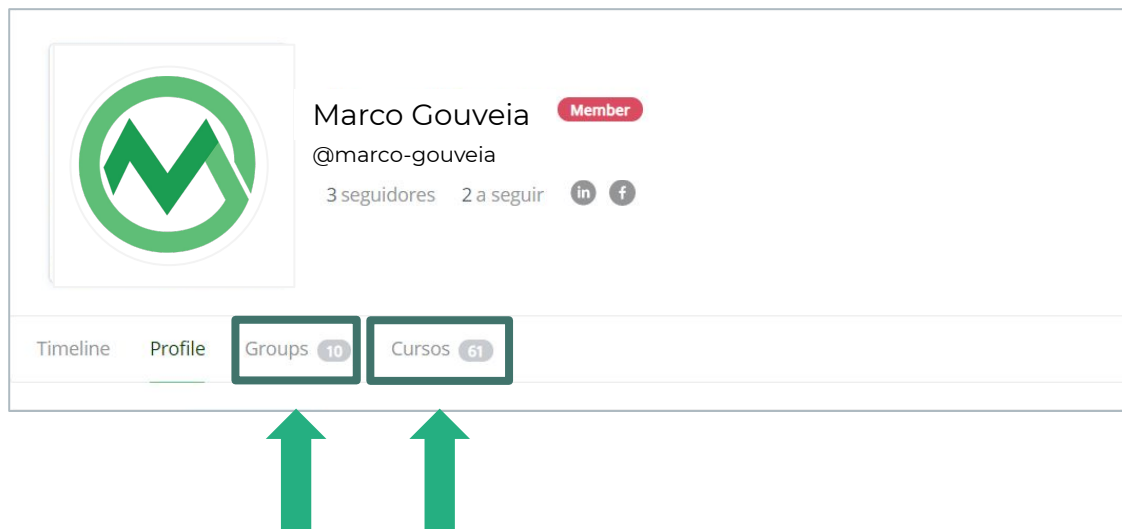 Marco Gouveia Member
@marco-gouveia
3 seguidores 2 a seguir in f
Timeline Profile Groups 10 Cursos 61